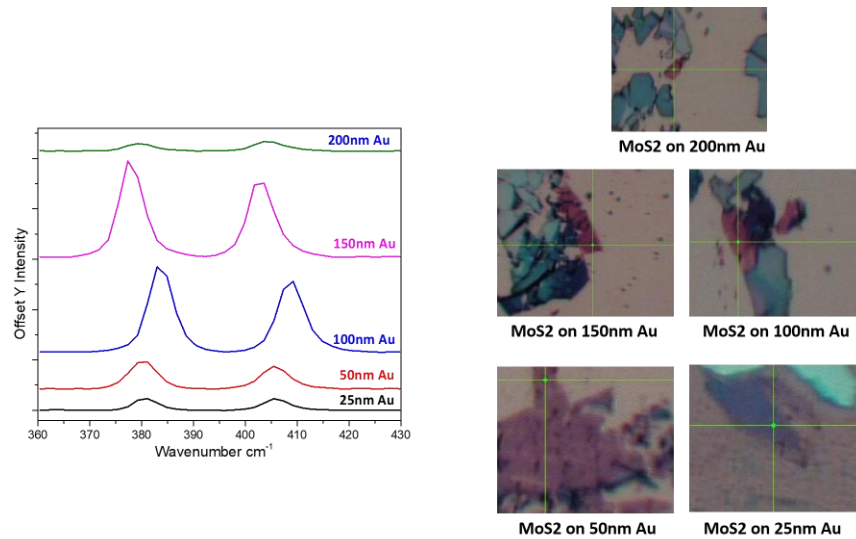 200nm Au
150nm Au
100nm Au
50nm Au
25nm Au
Offset Y Intensity
360 370 380 390 400 410 420 430
Wavenumber cm⁻¹
MoS2 on 200nm Au
MoS2 on 150nm Au
MoS2 on 100nm Au
MoS2 on 50nm Au
MoS2 on 25nm Au